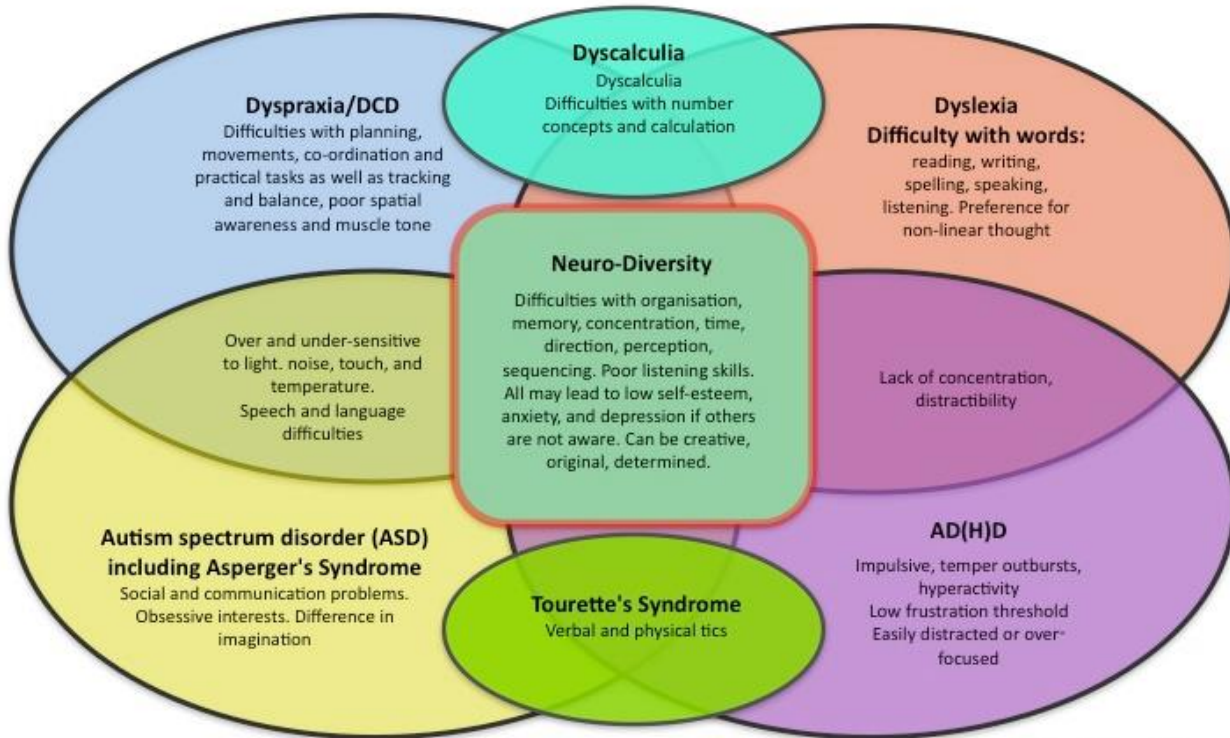 Dyscalculia
Dyscalculia
Difficulties with number
concepts and calculation
Dyspraxia/DCD
Difficulties with planning,
movements, co-ordination and
practical tasks as well as tracking
and balance, poor spatial
awareness and muscle tone
Dyslexia
Difficulty with words:
reading, writing,
spelling, speaking,
listening. Preference for
non-linear thought
Neuro-Diversity
Difficulties with organisation,
memory, concentration, time,
direction, perception,
sequencing. Poor listening skills.
All may lead to low self-esteem,
anxiety, and depression if others
are not aware. Can be creative,
original, determined.
Over and under-sensitive
to light. noise, touch, and
temperature.
Speech and language
difficulties
Lack of concentration,
distractibility
Autism spectrum disorder (ASD)
including Asperger's Syndrome
Social and communication problems.
Obsessive interests. Difference in
imagination
Tourette's Syndrome
Verbal and physical tics
AD(H)D
Impulsive, temper outbursts,
hyperactivity
Low frustration threshold
Easily distracted or over-
focused